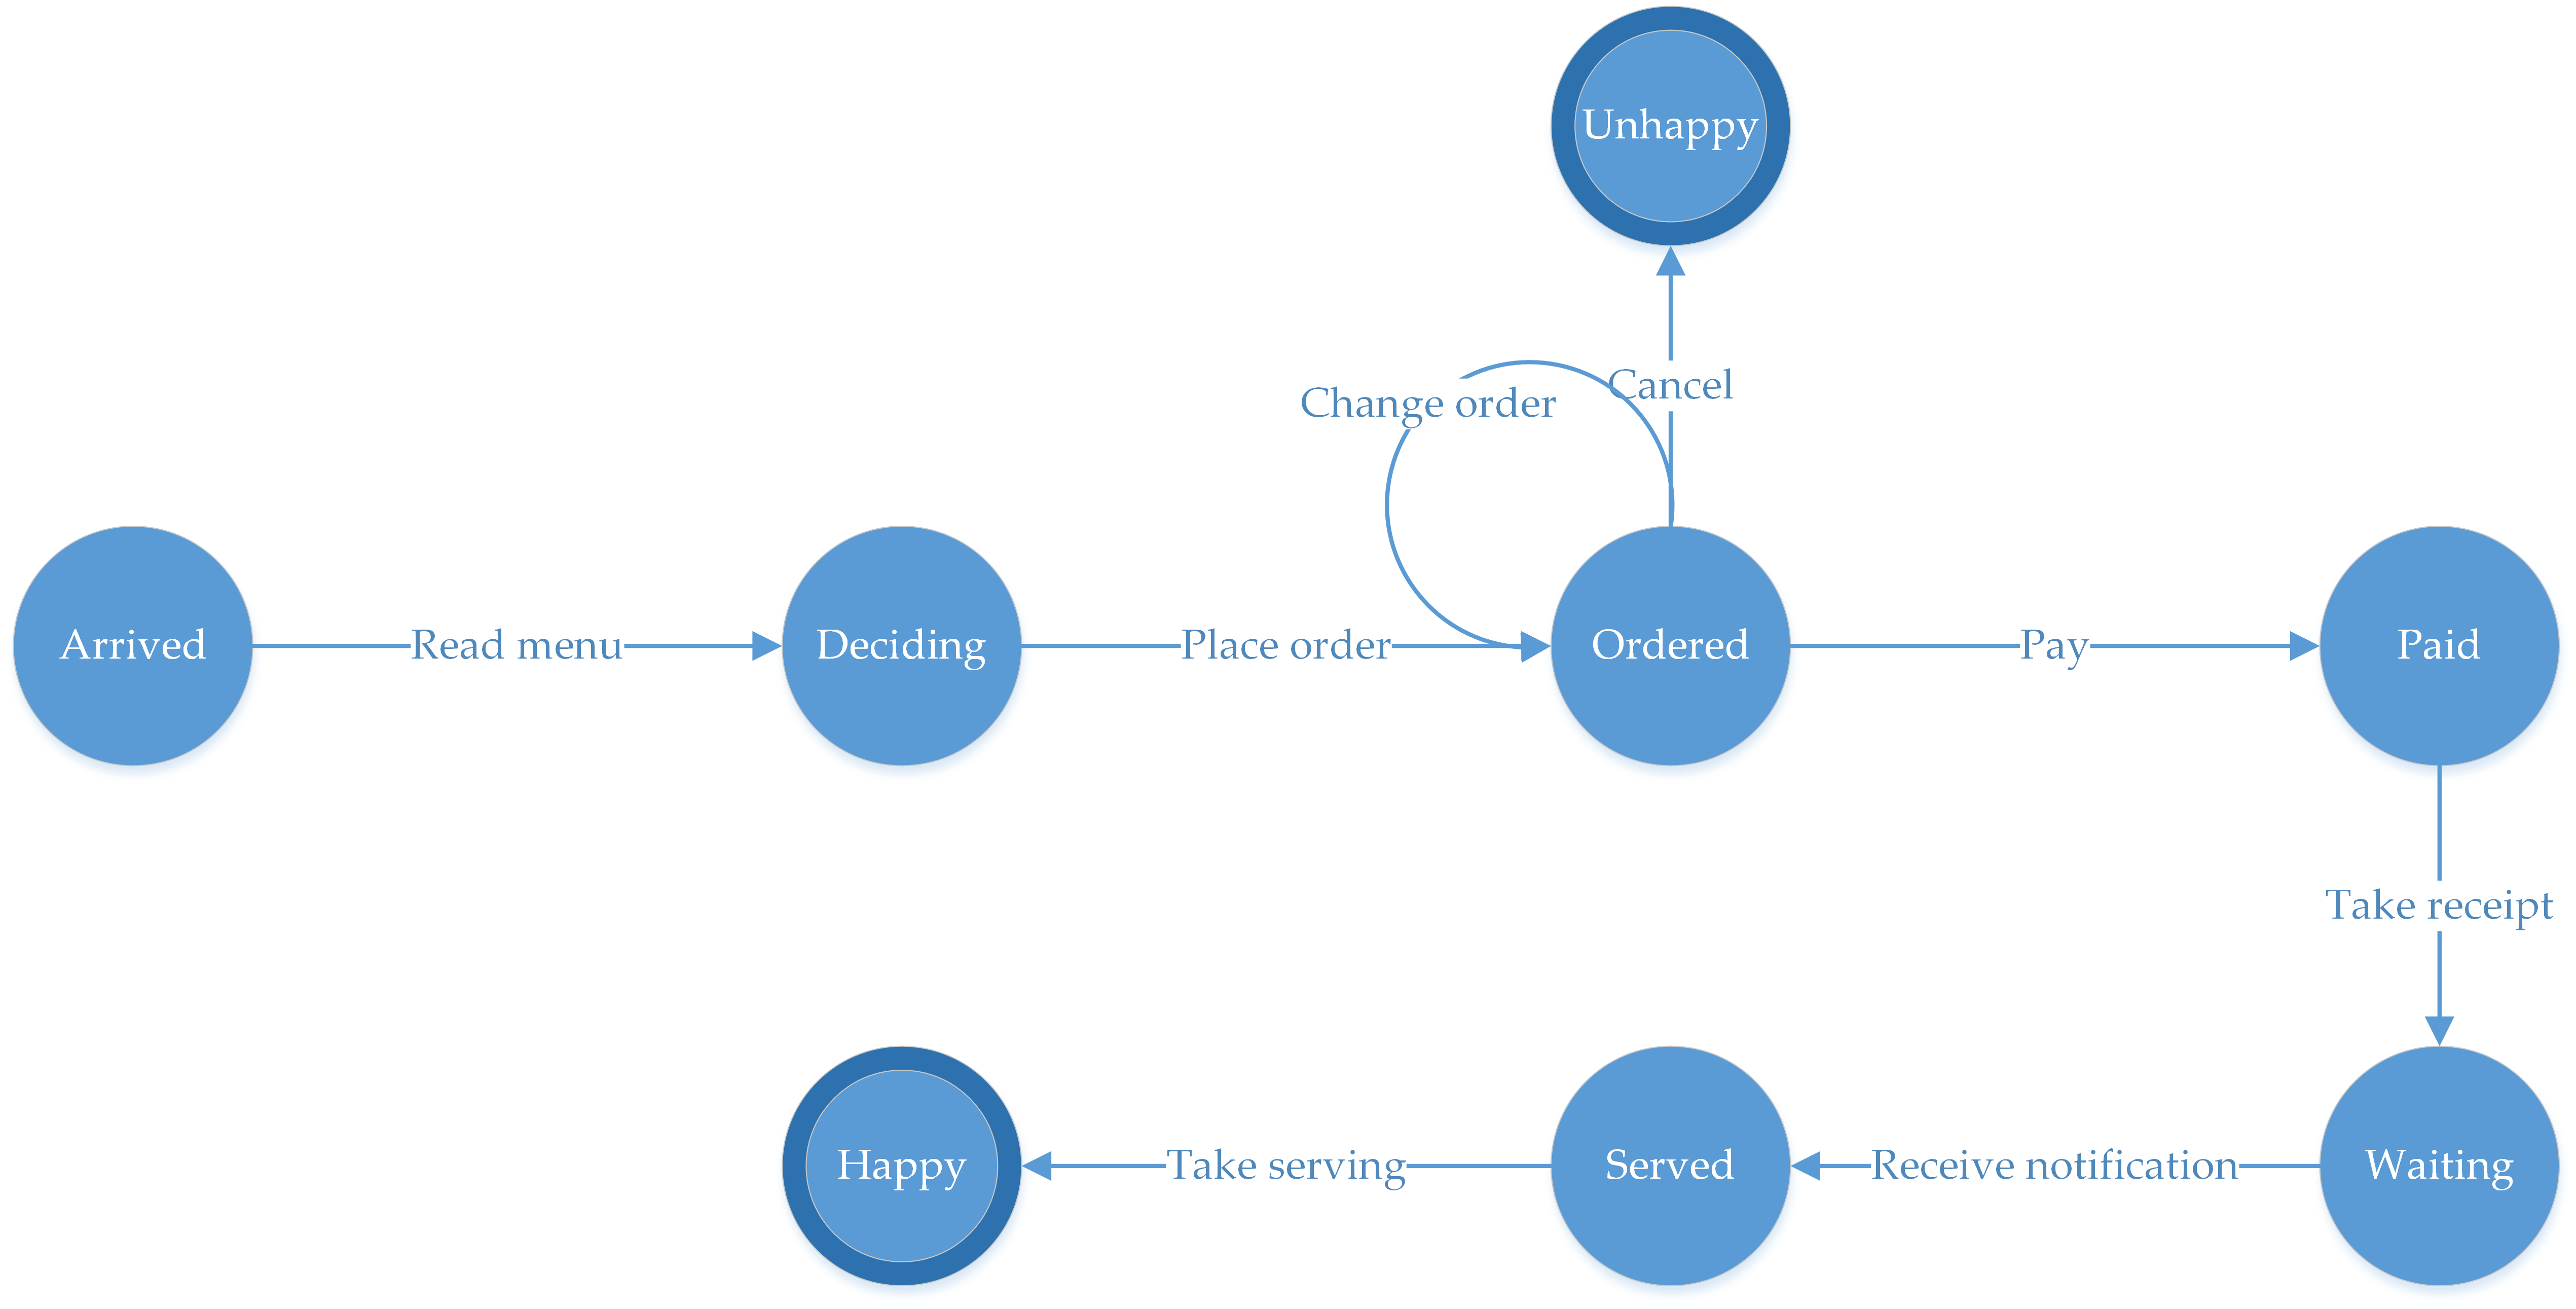 Unhappy
Cancel
Change order
Arrived
Read menu
Deciding
Place order
Ordered
Pay
Paid
Take receipt
Happy
Take serving
Served
Receive notification
Waiting